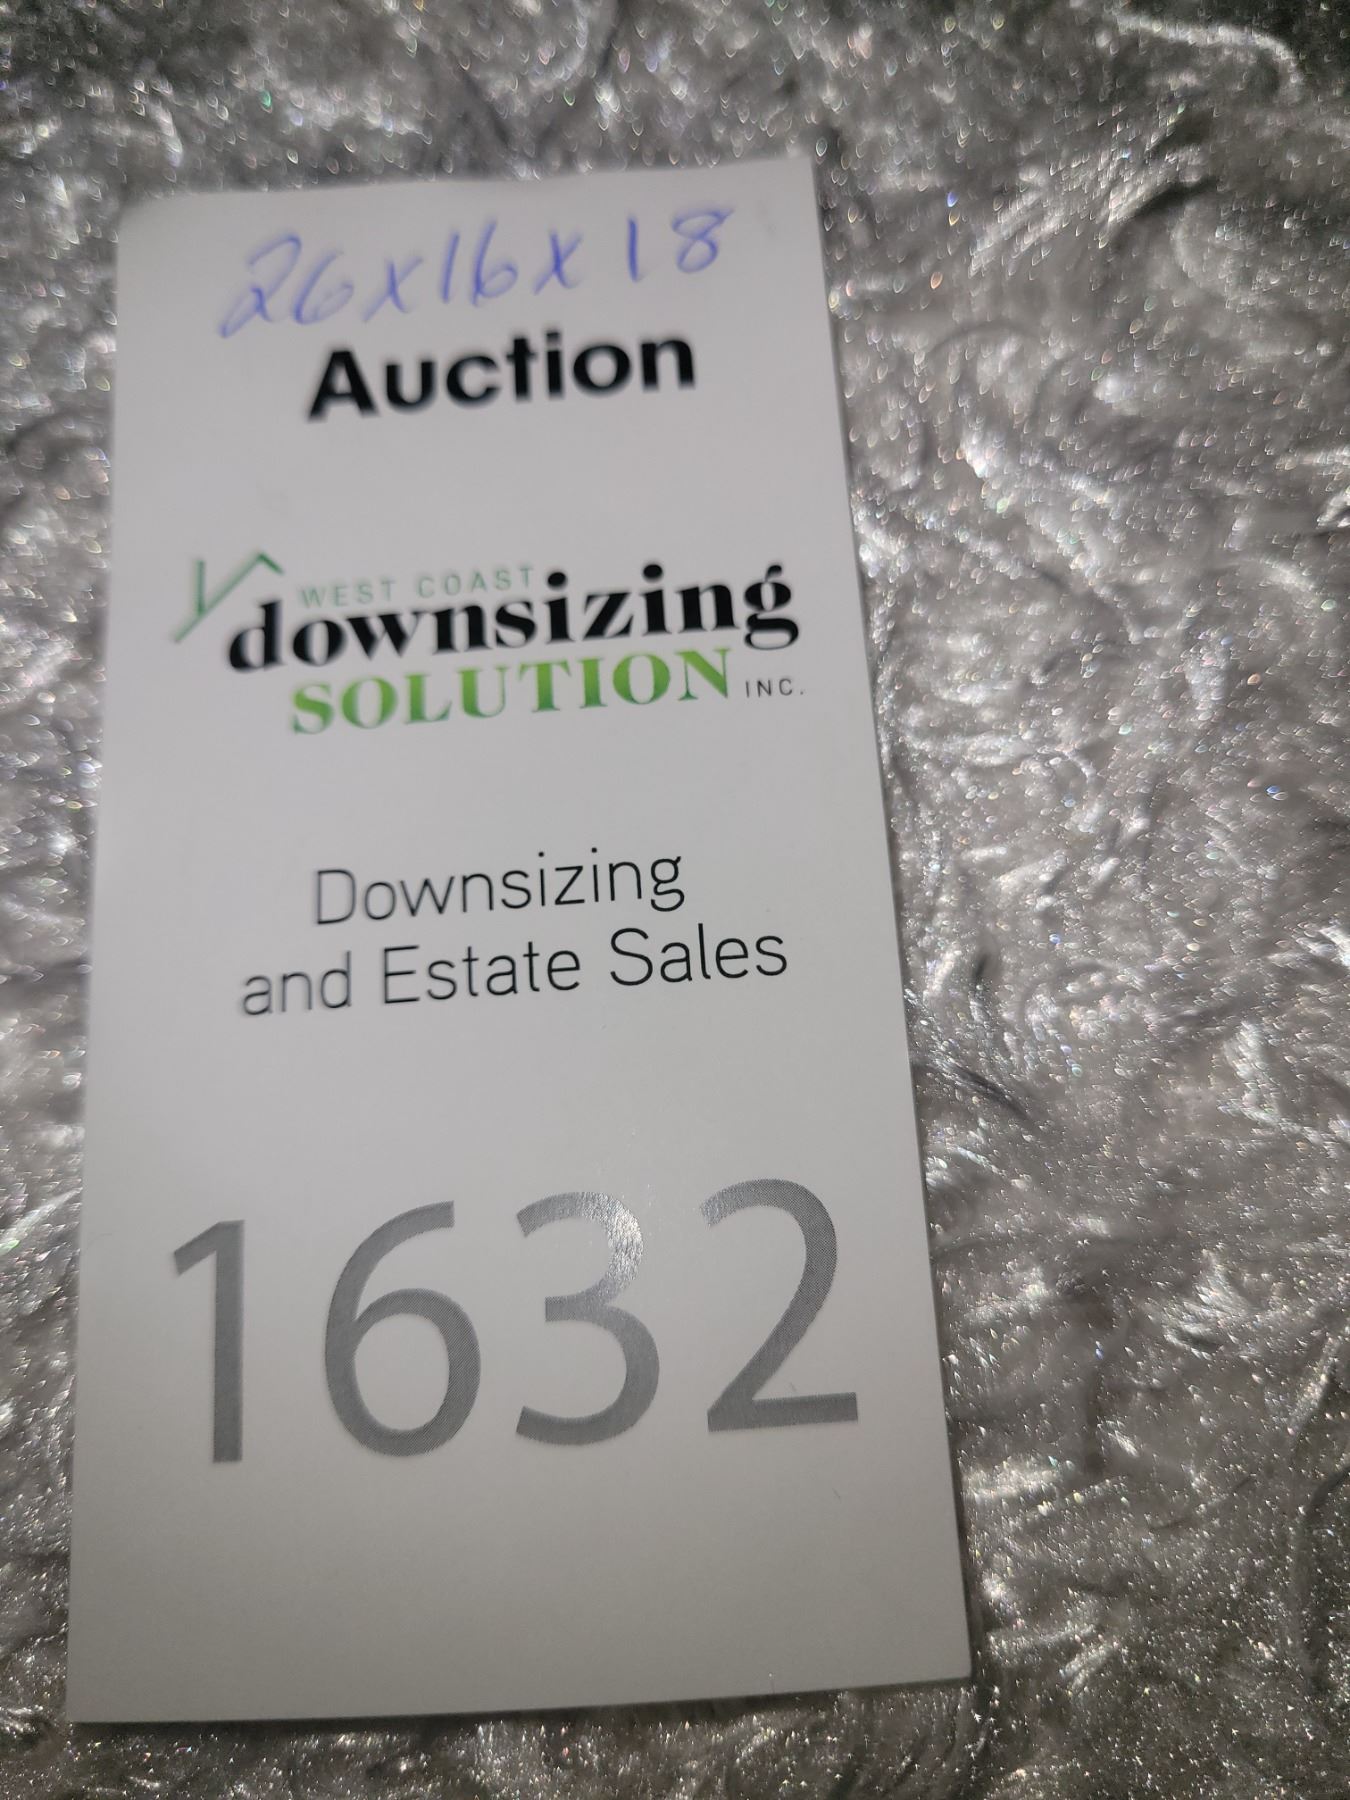 26x16x18
Auction
WEST COAST
downsizing
SOLUTION INC.
Downsizing
and Estate Sales
1632